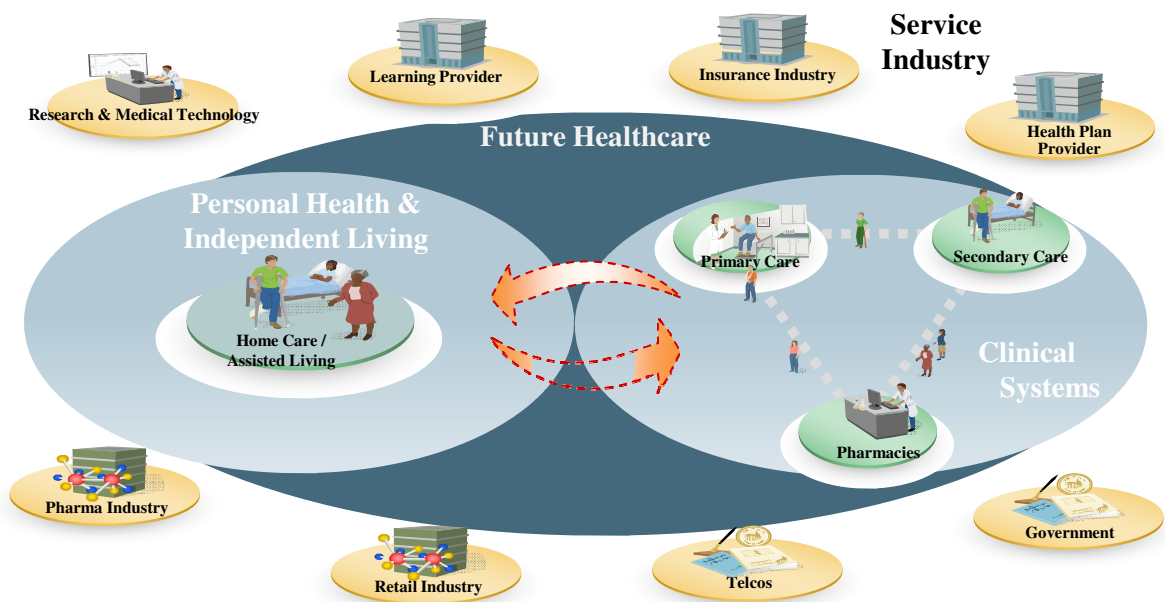 Service
Industry
Learning Provider
Insurance Industry
Research & Medical Technology
Health Plan
Provider
Future Healthcare
Personal Health &
Independent Living
Primary Care
Secondary Care
Home Care /
Assisted Living
Clinical
Systems
Pharmacies
Pharma Industry
Government
Retail Industry
Telcos